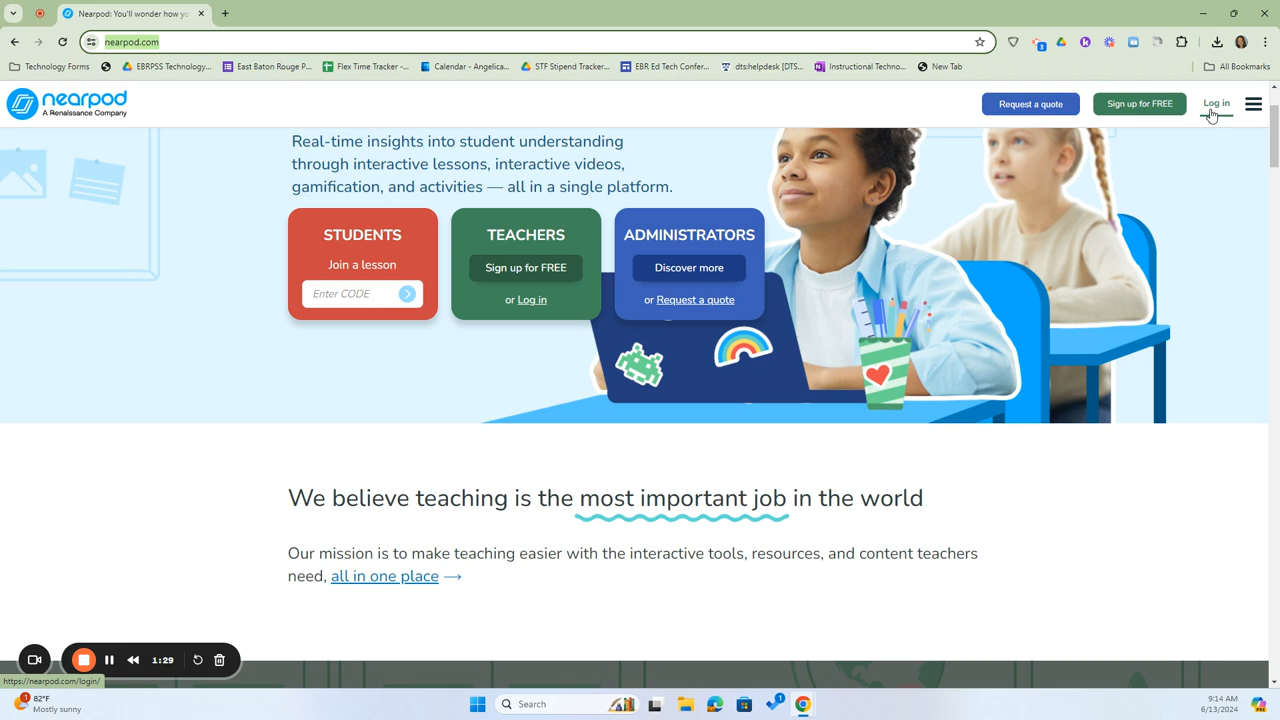 Nearpod: You'll wonder how yo
nearpod.com
Technology Forms
EBRPSS Technology...
East Baton Rouge P...
Flex Time Tracker -...
Calendar - Angelica...
STF Stipend Tracker...
EBR Ed Tech Confer...
dts:helpdesk [DTS...
Instructional Techno...
New Tab
All Bookmarks
nearpod
A Renaissance Company
Request a quote
Sign up for FREE
Log in
Real-time insights into student understanding
through interactive lessons, interactive videos,
gamification, and activities — all in a single platform.
STUDENTS
Join a lesson
Enter CODE
TEACHERS
Sign up for FREE
or Log in
ADMINISTRATORS
Discover more
or Request a quote
We believe teaching is the most important job in the world
Our mission is to make teaching easier with the interactive tools, resources, and content teachers
need, all in one place →
1:29
https://nearpod.com/login/
1
82°F
Mostly sunny
Search
1
9:14 AM
6/13/2024